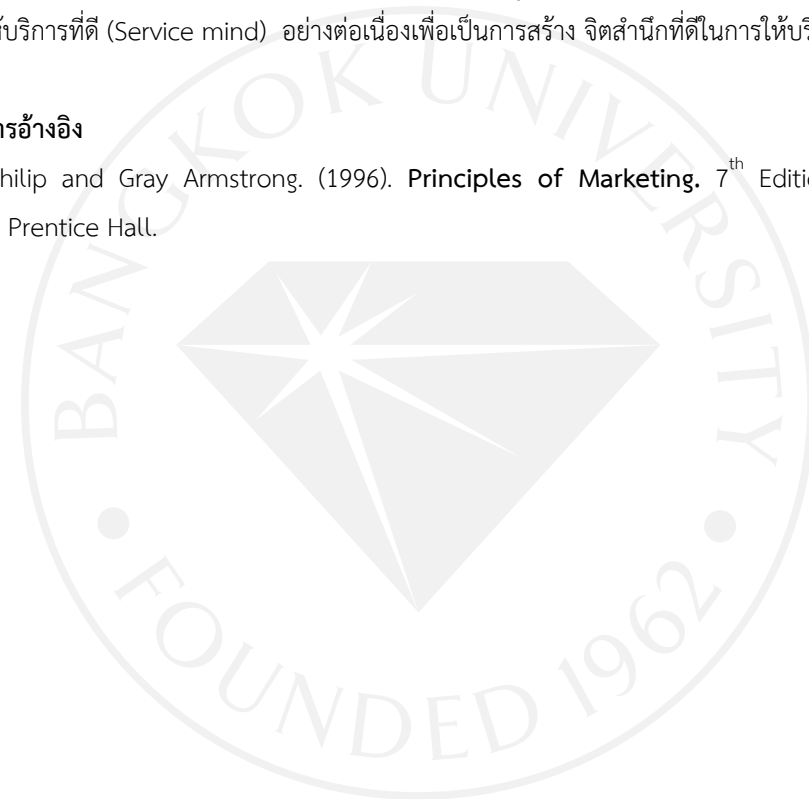 ห้บริการที่ดี (Service mind) อย่างต่อเนื่องเพื่อเป็นการสร้าง จิตสำนึกที่ดีในการให้บริ
ารอ้างอิง
hilip and Gray Armstrong. (1996). Principles of Marketing. 7th Editi
Prentice Hall.
BANGKOK UNIVERSITY
FOUNDED 1962